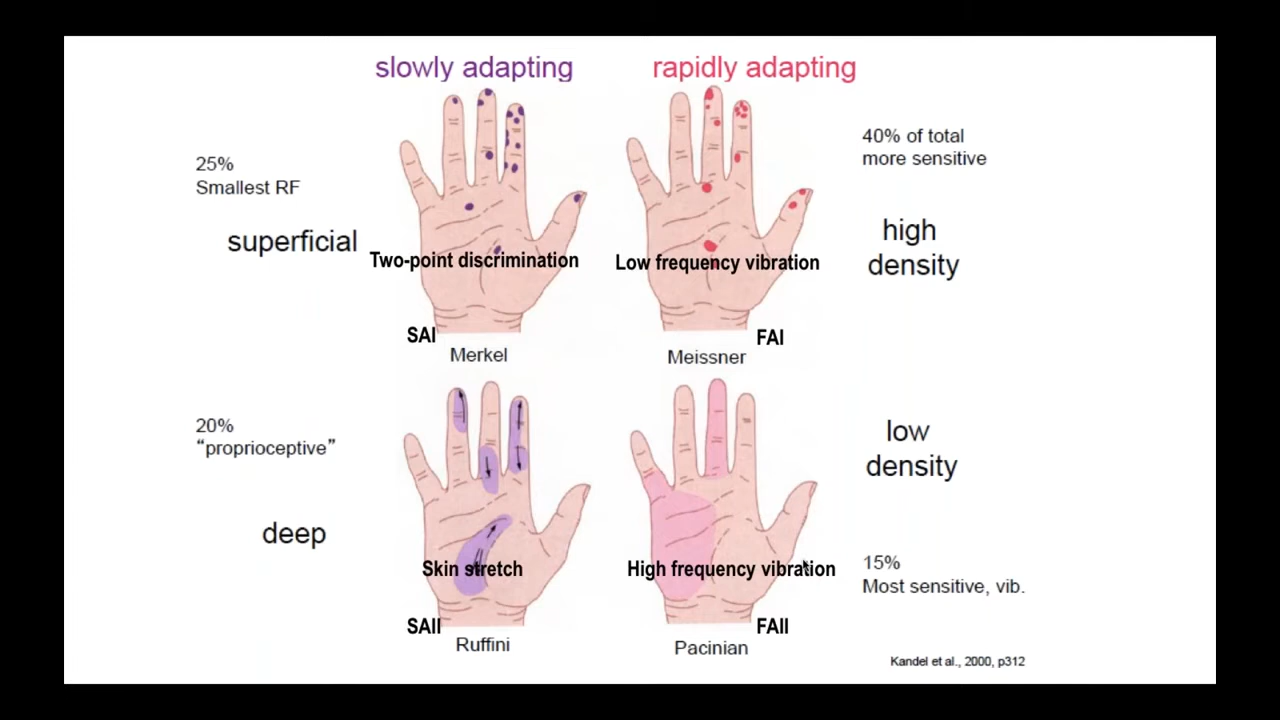 slowly adapting
rapidly adapting
25%
Smallest RF
40% of total
more sensitive
superficial
Two-point discrimination
Low frequency vibration
high
density
SAI
Merkel
Meissner
FAI
20%
“proprioceptive”
low
density
deep
Skin stretch
High frequency vibration
15%
Most sensitive, vib.
SAII
Ruffini
Pacinian
FAII
Kandel et al., 2000, p312